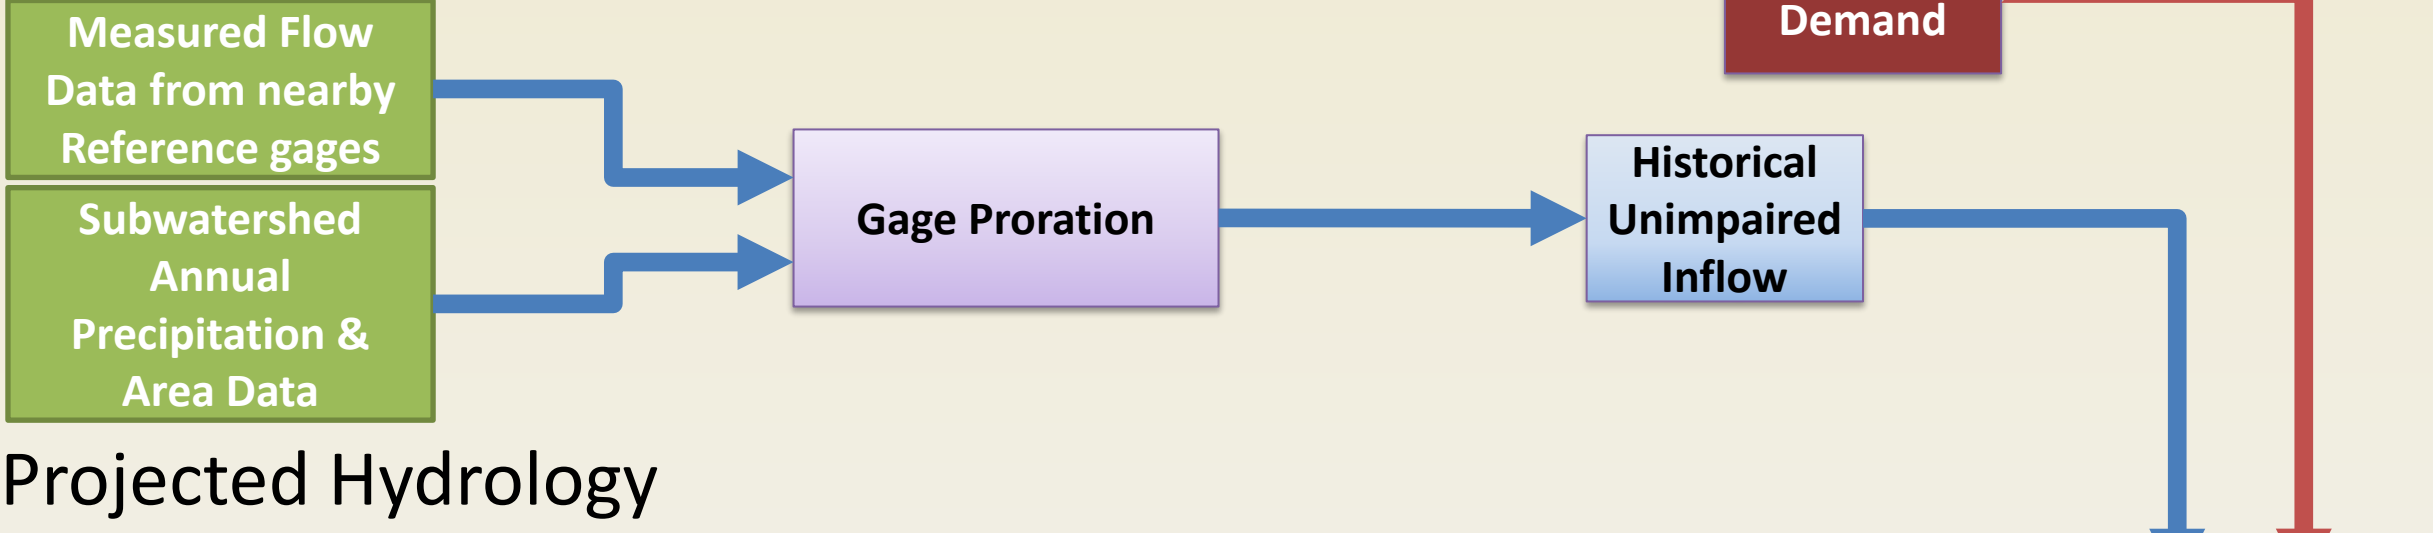 Measured Flow
Data from nearby
Reference gages
Demand
Subwatershed
Annual
Precipitation &
Area Data
Gage Proration
Historical
Unimpaired
Inflow
Projected Hydrology